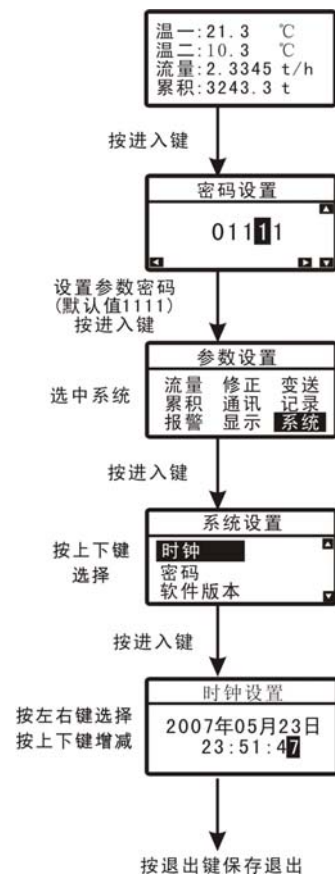 温一:21.3 ℃
温二:10.3 ℃
流量:2.3345 t/h
累积:3243.3 t
按进入键
密码设置
01111
设置参数密码
(默认值1111)
按进入键
参数设置
选中系统
流量 修正 变送
累积 通讯 记录
报警 显示 系统
按进入键
系统设置
按上下键
选择
时钟
密码
软件版本
按进入键
时钟设置
按左右键选择
按上下键增减
2007年05月23日
23:51:47
按退出键保存退出